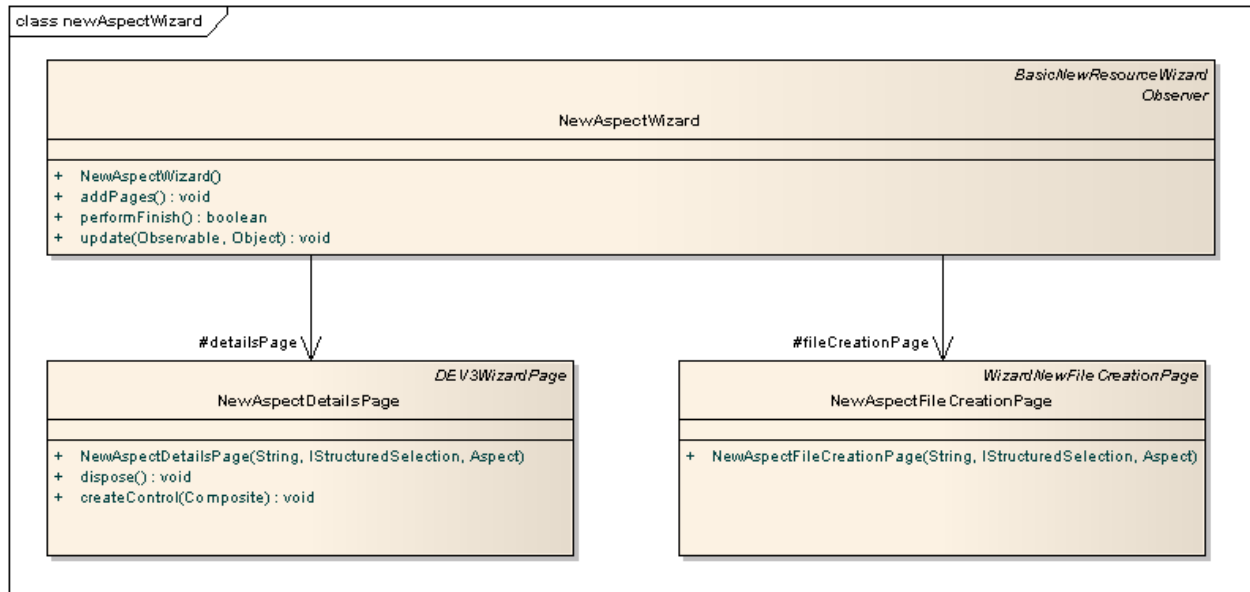 class newAspectWizard
BasicNewResourceWizard
Observer
NewAspectWizard
+ NewAspectWizard()
+ addPages() : void
+ performFinish() : boolean
+ update(Observable, Object) : void
#detailsPage
#fileCreationPage
DEV3WizardPage
NewAspectDetailsPage
+ NewAspectDetailsPage(String, IStructuredSelection, Aspect)
+ dispose() : void
+ createControl(Composite) : void
WizardNewFileCreationPage
NewAspectFileCreationPage
+ NewAspectFileCreationPage(String, IStructuredSelection, Aspect)